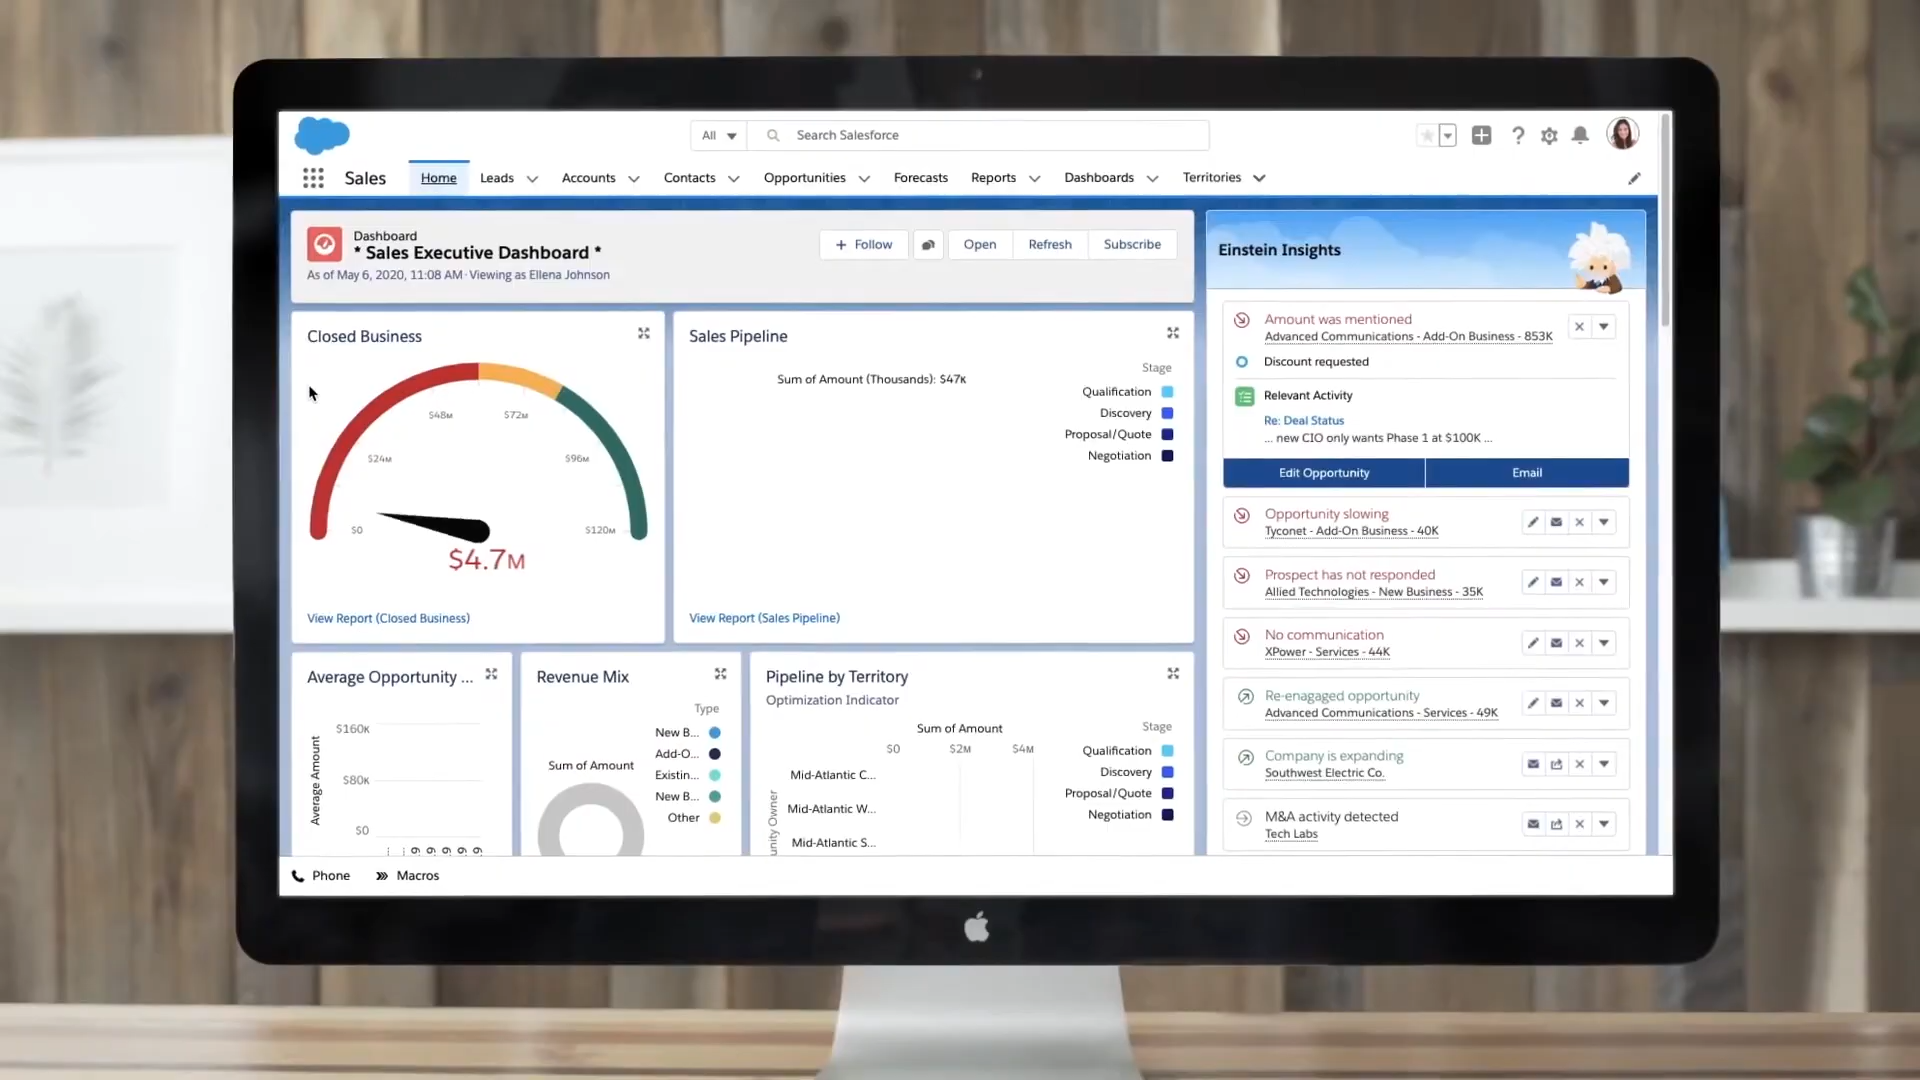 All
Search Salesforce
Sales
Home
Leads
Accounts
Contacts
Opportunities
Forecasts
Reports
Dashboards
Territories
Dashboard
* Sales Executive Dashboard *
As of May 6, 2020, 11:08 AM · Viewing as Ellena Johnson
+ Follow
Open
Refresh
Subscribe
Closed Business
$0
$24M
$48M
$72M
$96M
$120M
$4.7M
View Report (Closed Business)
Sales Pipeline
Sum of Amount (Thousands): $47K
Stage
Qualification
Discovery
Proposal/Quote
Negotiation
View Report (Sales Pipeline)
Average Opportunity ...
Average Amount
$160K
$80K
$0
Revenue Mix
Type
New B...
Add-O...
Existin...
New B...
Other
Sum of Amount
Pipeline by Territory
Optimization Indicator
Sum of Amount
$0 $2M $4M
Mid-Atlantic C...
Mid-Atlantic W...
Mid-Atlantic S...
unity Owner
Stage
Qualification
Discovery
Proposal/Quote
Negotiation
Einstein Insights
Amount was mentioned
Advanced Communications - Add-On Business - 853K
Discount requested
Relevant Activity
Re: Deal Status
... new CIO only wants Phase 1 at $100K ...
Edit Opportunity
Email
Opportunity slowing
Tyconet - Add-On Business - 40K
Prospect has not responded
Allied Technologies - New Business - 35K
No communication
XPower - Services - 44K
Re-enagaged opportunity
Advanced Communications - Services - 49K
Company is expanding
Southwest Electric Co.
M&A activity detected
Tech Labs
Phone
Macros